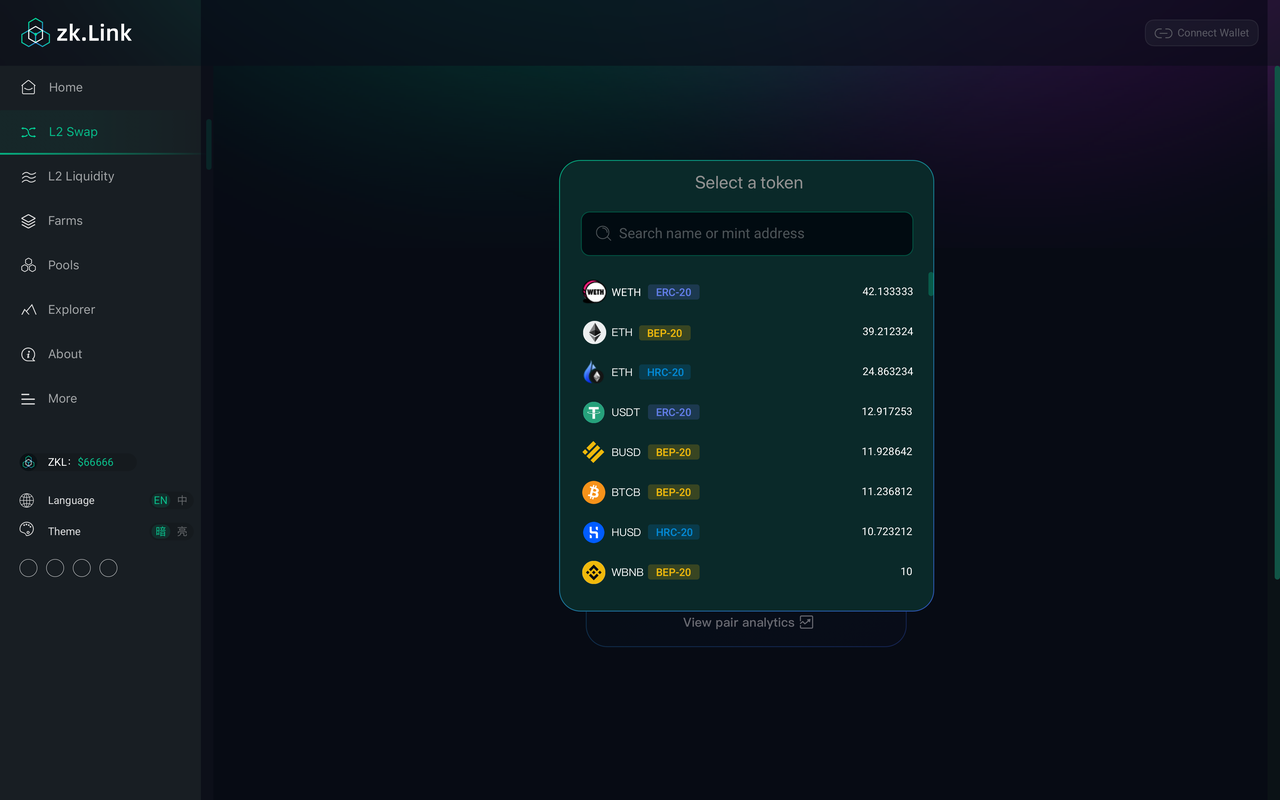 zk.Link
Connect Wallet
Home
L2 Swap
L2 Liquidity
Farms
Pools
Explorer
About
More
ZKL: $66666
Language EN 中
Theme 暗 亮
Select a token
Search name or mint address
WETH ERC-20 42.133333
ETH BEP-20 39.212324
ETH HRC-20 24.863234
USDT ERC-20 12.917253
BUSD BEP-20 11.928642
BTCB BEP-20 11.236812
HUSD HRC-20 10.723212
WBNB BEP-20 10
View pair analytics